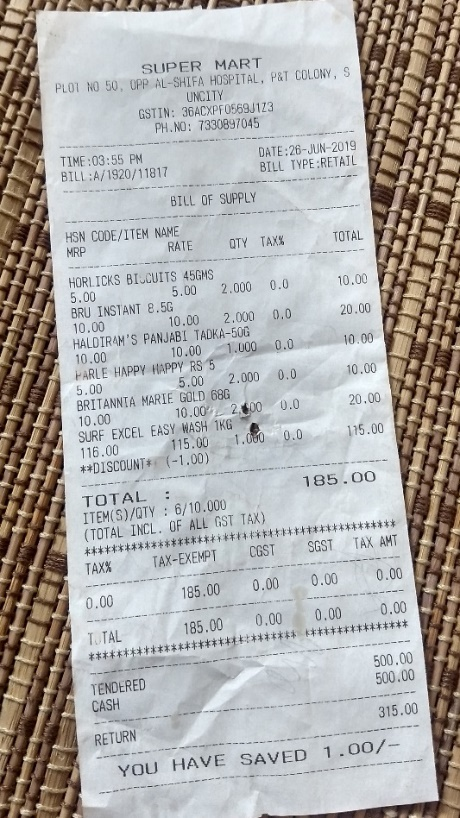 SUPER MART
PLOT NO 50, OPP AL-SHIFA HOSPITAL, P&T COLONY, S
UNCITY
GSTIN: 36ACXPF0569J1Z3
PH.NO: 7330897045
TIME:03:55 PM DATE:26-JUN-2019
BILL:A/1920/11817 BILL TYPE:RETAIL
BILL OF SUPPLY
HSN CODE/ITEM NAME
MRP RATE QTY TAX% TOTAL
HORLICKS BISCUITS 45GMS
5.00 5.00 2.000 0.0 10.00
BRU INSTANT 8.5G
10.00 10.00 2.000 0.0 20.00
HALDIRAM'S PANJABI TADKA-50G
10.00 10.00 1.000 0.0 10.00
PARLE HAPPY HAPPY RS 5
5.00 5.00 2.000 0.0 10.00
BRITANNIA MARIE GOLD 68G
10.00 10.00 2.000 0.0 20.00
SURF EXCEL EASY WASH 1KG
116.00 115.00 1.000 0.0 115.00
**DISCOUNT* (-1.00)
TOTAL : 185.00
ITEM(S)/QTY : 6/10.000
(TOTAL INCL. OF ALL GST TAX)
TAX% TAX-EXEMPT CGST SGST TAX AMT
0.00 185.00 0.00 0.00 0.00
TOTAL 185.00 0.00 0.00 0.00
TENDERED 500.00
CASH 500.00
RETURN 315.00
YOU HAVE SAVED 1.00/-